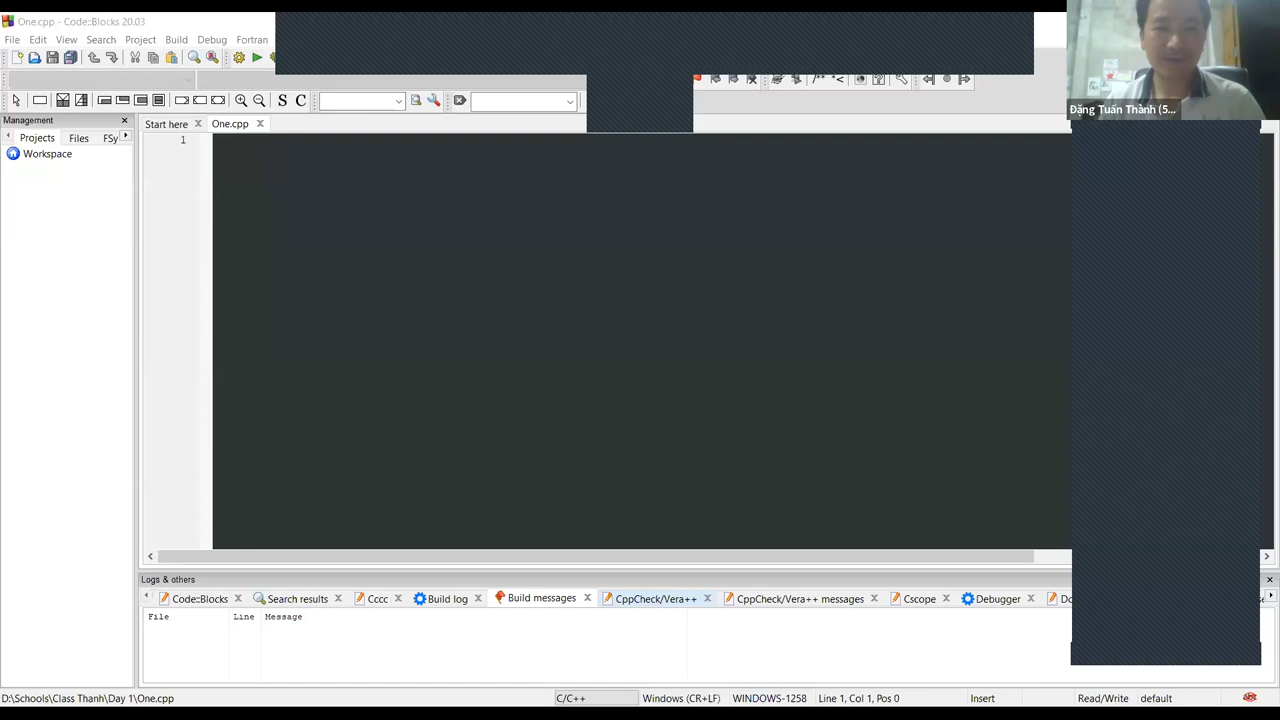 One.cpp - Code::Blocks 20.03
File Edit View Search Project Build Debug Fortran
/** *<
S C
Management
Projects Files FSy
Workspace
Start here One.cpp
1
Đặng Tuấn Thành (5...
Logs & others
Code::Blocks Search results Cccc Build log Build messages CppCheck/Vera++ CppCheck/Vera++ messages Cscope Debugger
File Line Message
D:\Schools\Class Thanh\Day 1\One.cpp C/C++ Windows (CR+LF) WINDOWS-1258 Line 1, Col 1, Pos 0 Insert Read/Write default